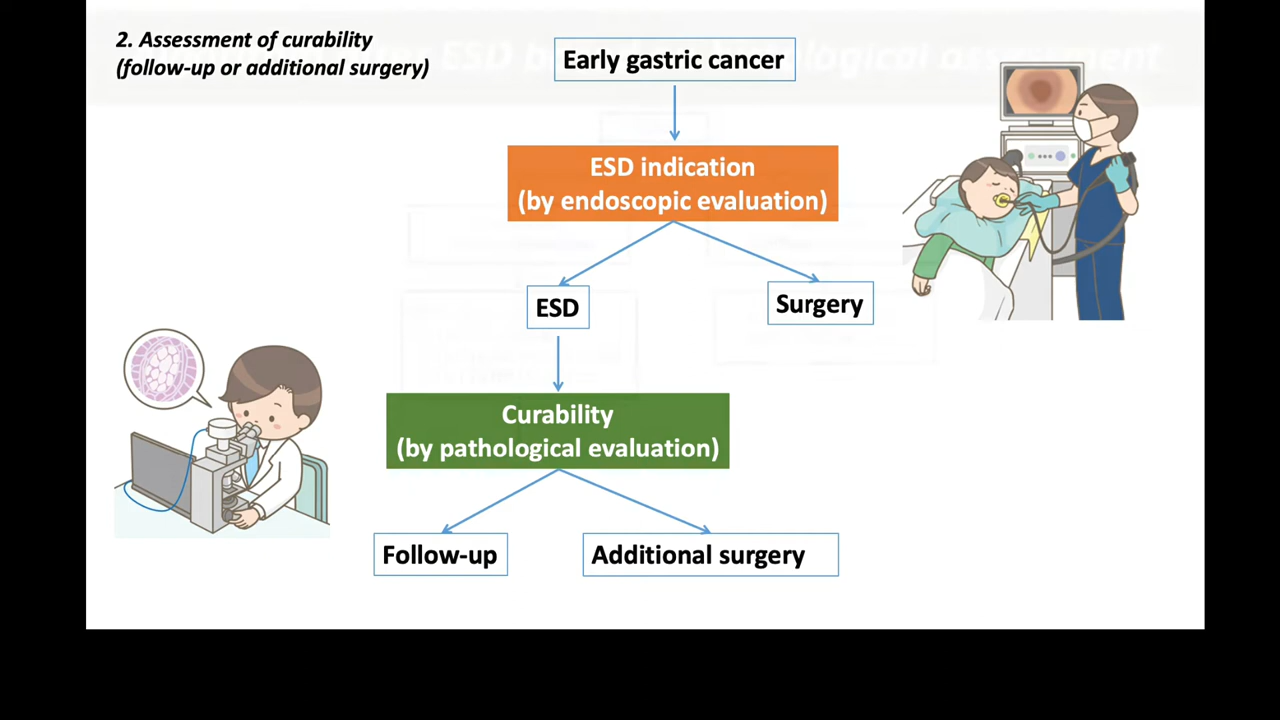 2. Assessment of curability
(follow-up or additional surgery)
Early gastric cancer
ESD indication
(by endoscopic evaluation)
ESD
Surgery
Curability
(by pathological evaluation)
Follow-up
Additional surgery